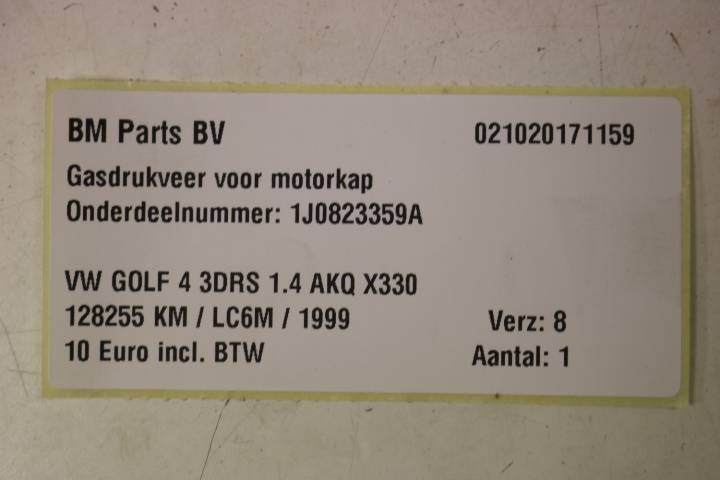 BM Parts BV 021020171159
Gasdrukveer voor motorkap
Onderdeelnummer: 1J0823359A
VW GOLF 4 3DRS 1.4 AKQ X330
128255 KM / LC6M / 1999 Verz: 8
10 Euro incl. BTW Aantal: 1